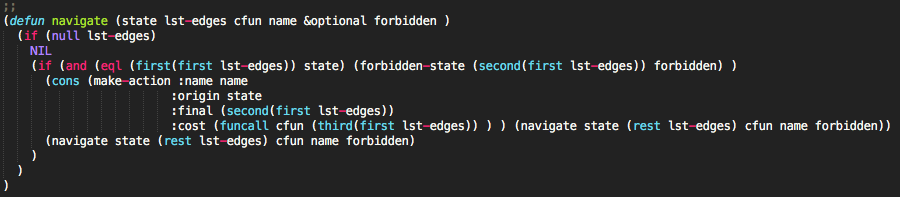 ;;
(defun navigate (state lst-edges cfun name &optional forbidden )
  (if (null lst-edges)
    NIL
    (if (and (eql (first(first lst-edges)) state) (forbidden-state (second(first lst-edges)) forbidden) )
      (cons (make-action :name name
                         :origin state
                         :final (second(first lst-edges))
                         :cost (funcall cfun (third(first lst-edges)) ) ) (navigate state (rest lst-edges) cfun name forbidden))
      (navigate state (rest lst-edges) cfun name forbidden)
    )
  )
)